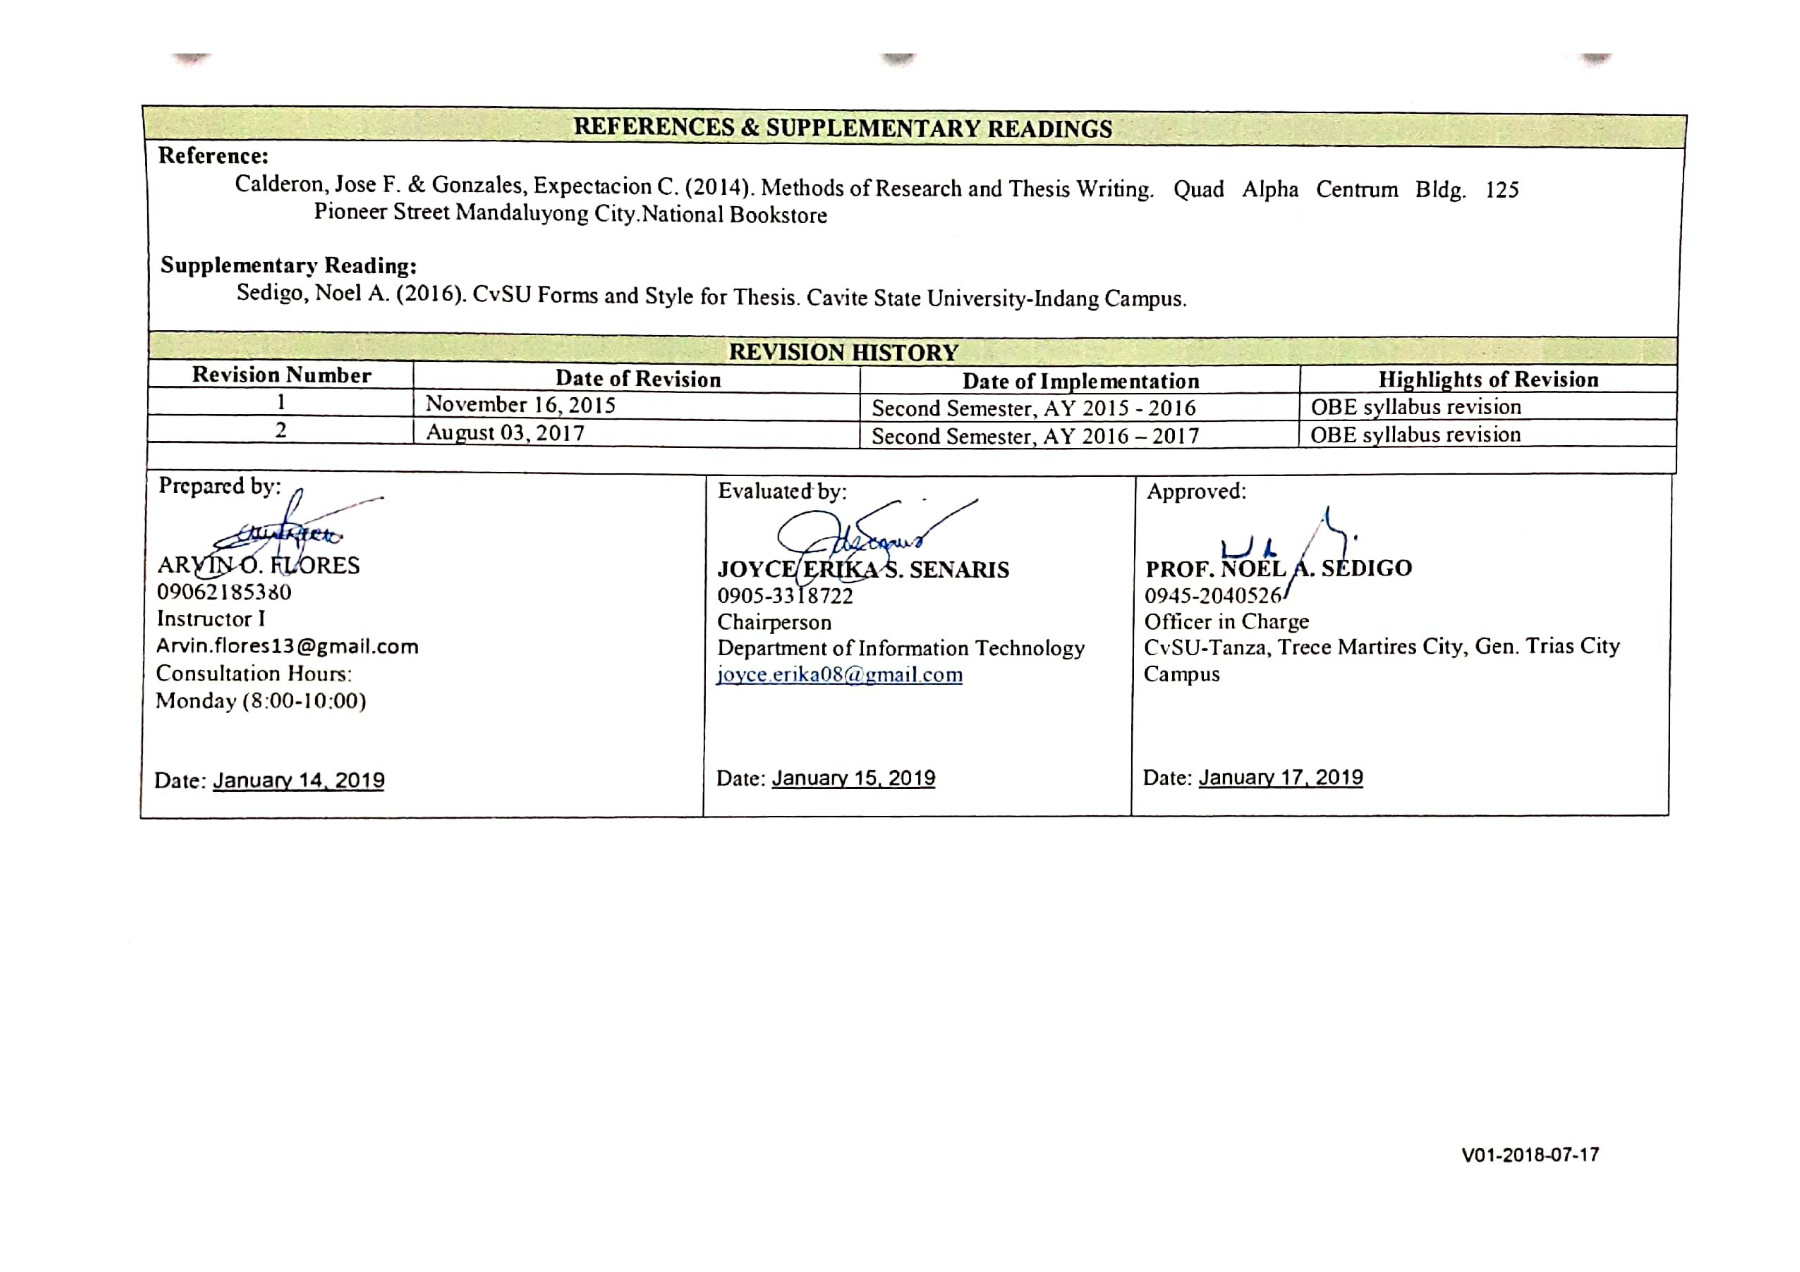 REFERENCES & SUPPLEMENTARY READINGS
Reference:
Calderon, Jose F. & Gonzales, Expectacion C. (2014). Methods of Research and Thesis Writing. Quad Alpha Centrum Bldg. 125
Pioneer Street Mandaluyong City.National Bookstore
Supplementary Reading:
Sedigo, Noel A. (2016). CvSU Forms and Style for Thesis. Cavite State University-Indang Campus.
REVISION HISTORY
Revision Number Date of Revision Date of Implementation Highlights of Revision
1 November 16, 2015 Second Semester, AY 2015 - 2016 OBE syllabus revision
2 August 03, 2017 Second Semester, AY 2016 – 2017 OBE syllabus revision
Prepared by:
ARVIN O. FLORES
09062185380
Instructor I
Arvin.flores13@gmail.com
Consultation Hours:
Monday (8:00-10:00)
Date: January 14, 2019
Evaluated by:
JOYCE ERIKA S. SENARIS
0905-3318722
Chairperson
Department of Information Technology
joyce.erika08@gmail.com
Date: January 15, 2019
Approved:
PROF. NOEL A. SEDIGO
0945-2040526
Officer in Charge
CvSU-Tanza, Trece Martires City, Gen. Trias City
Campus
Date: January 17, 2019
V01-2018-07-17